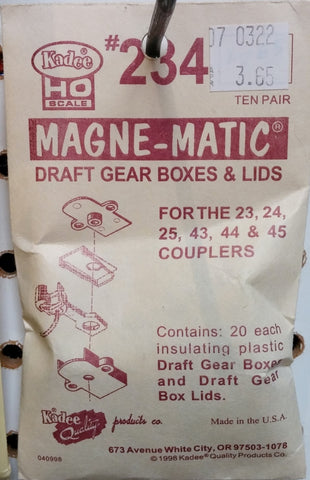 Kadee®
HO
SCALE
#234
07 0322
3.65
TEN PAIR
MAGNE-MATIC®
DRAFT GEAR BOXES & LIDS
FOR THE 23, 24,
25, 43, 44 & 45
COUPLERS
Contains: 20 each
insulating plastic
Draft Gear Boxes
and Draft Gear
Box Lids.
Kadee Quality products co.
Made in the U.S.A.
673 Avenue White City, OR 97503-1078
040998
©1998 Kadee® Quality Products Co.